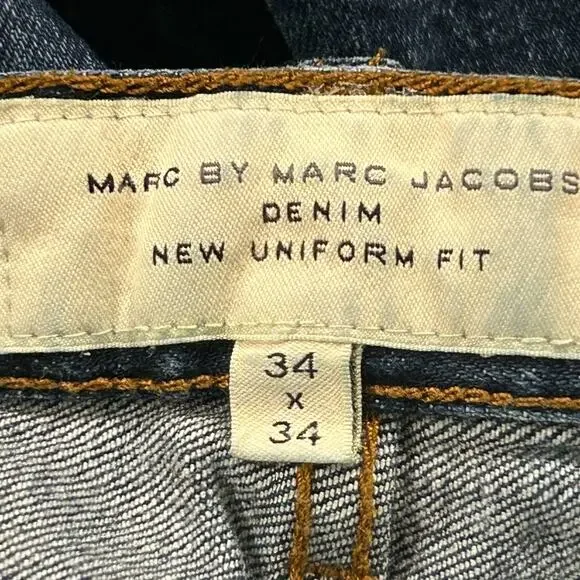 MARC BY MARC JACOBS
DENIM
NEW UNIFORM FIT
34
x
34